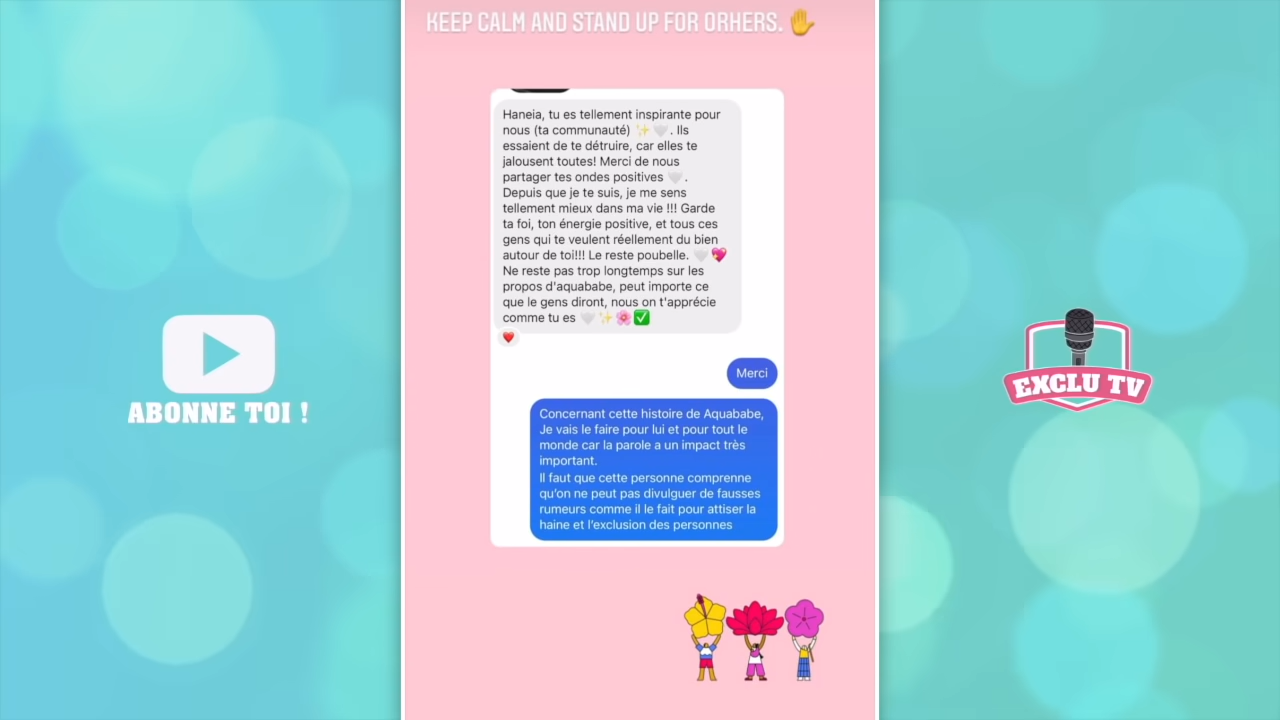 KEEP CALM AND STAND UP FOR ORHERS. ✋
Haneia, tu es tellement inspirante pour
nous (ta communauté) ✨ 🤍. Ils
essaient de te détruire, car elles te
jalousent toutes! Merci de nous
partager tes ondes positives 🤍.
Depuis que je te suis, je me sens
tellement mieux dans ma vie !!! Garde
ta foi, ton énergie positive, et tous ces
gens qui te veulent réellement du bien
autour de toi!!! Le reste poubelle. 🤍💖
Ne reste pas trop longtemps sur les
propos d'aquababe, peut importe ce
que le gens diront, nous on t'apprécie
comme tu es 🤍✨🌸✅
❤️
Merci
Concernant cette histoire de Aquababe,
Je vais le faire pour lui et pour tout le
monde car la parole a un impact très
important.
Il faut que cette personne comprenne
qu'on ne peut pas divulguer de fausses
rumeurs comme il le fait pour attiser la
haine et l'exclusion des personnes
ABONNE TOI !
EXCLU TV